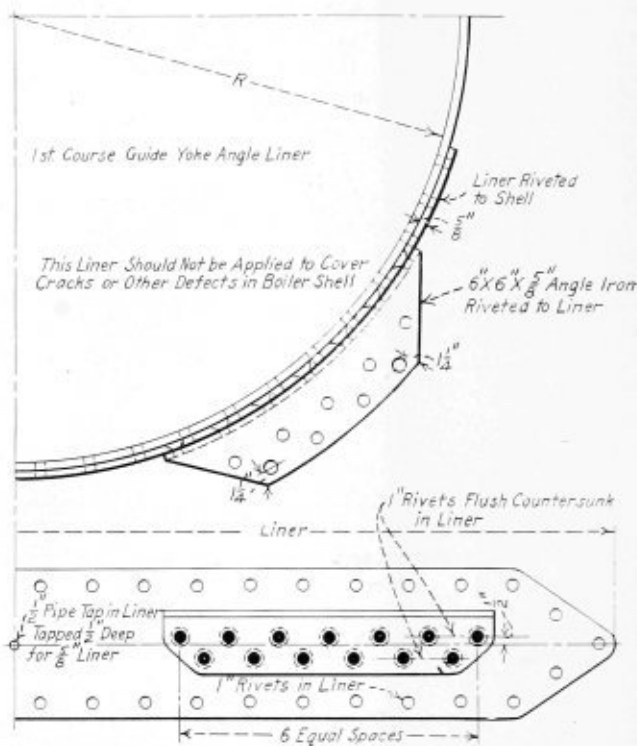 R
1st. Course Guide Yoke Angle Liner
Liner Riveted
to Shell
5/8"
This Liner Should Not be Applied to Cover
Cracks or Other Defects in Boiler Shell
6"X6"X5/8" Angle Iron
Riveted to Liner
1 1/4"
1 1/4"
1" Rivets Flush Countersunk
in Liner
Liner
1/2" Pipe Tap in Liner
Tapped 1/2" Deep
for 5/8" Liner
1" Rivets in Liner
6 Equal Spaces